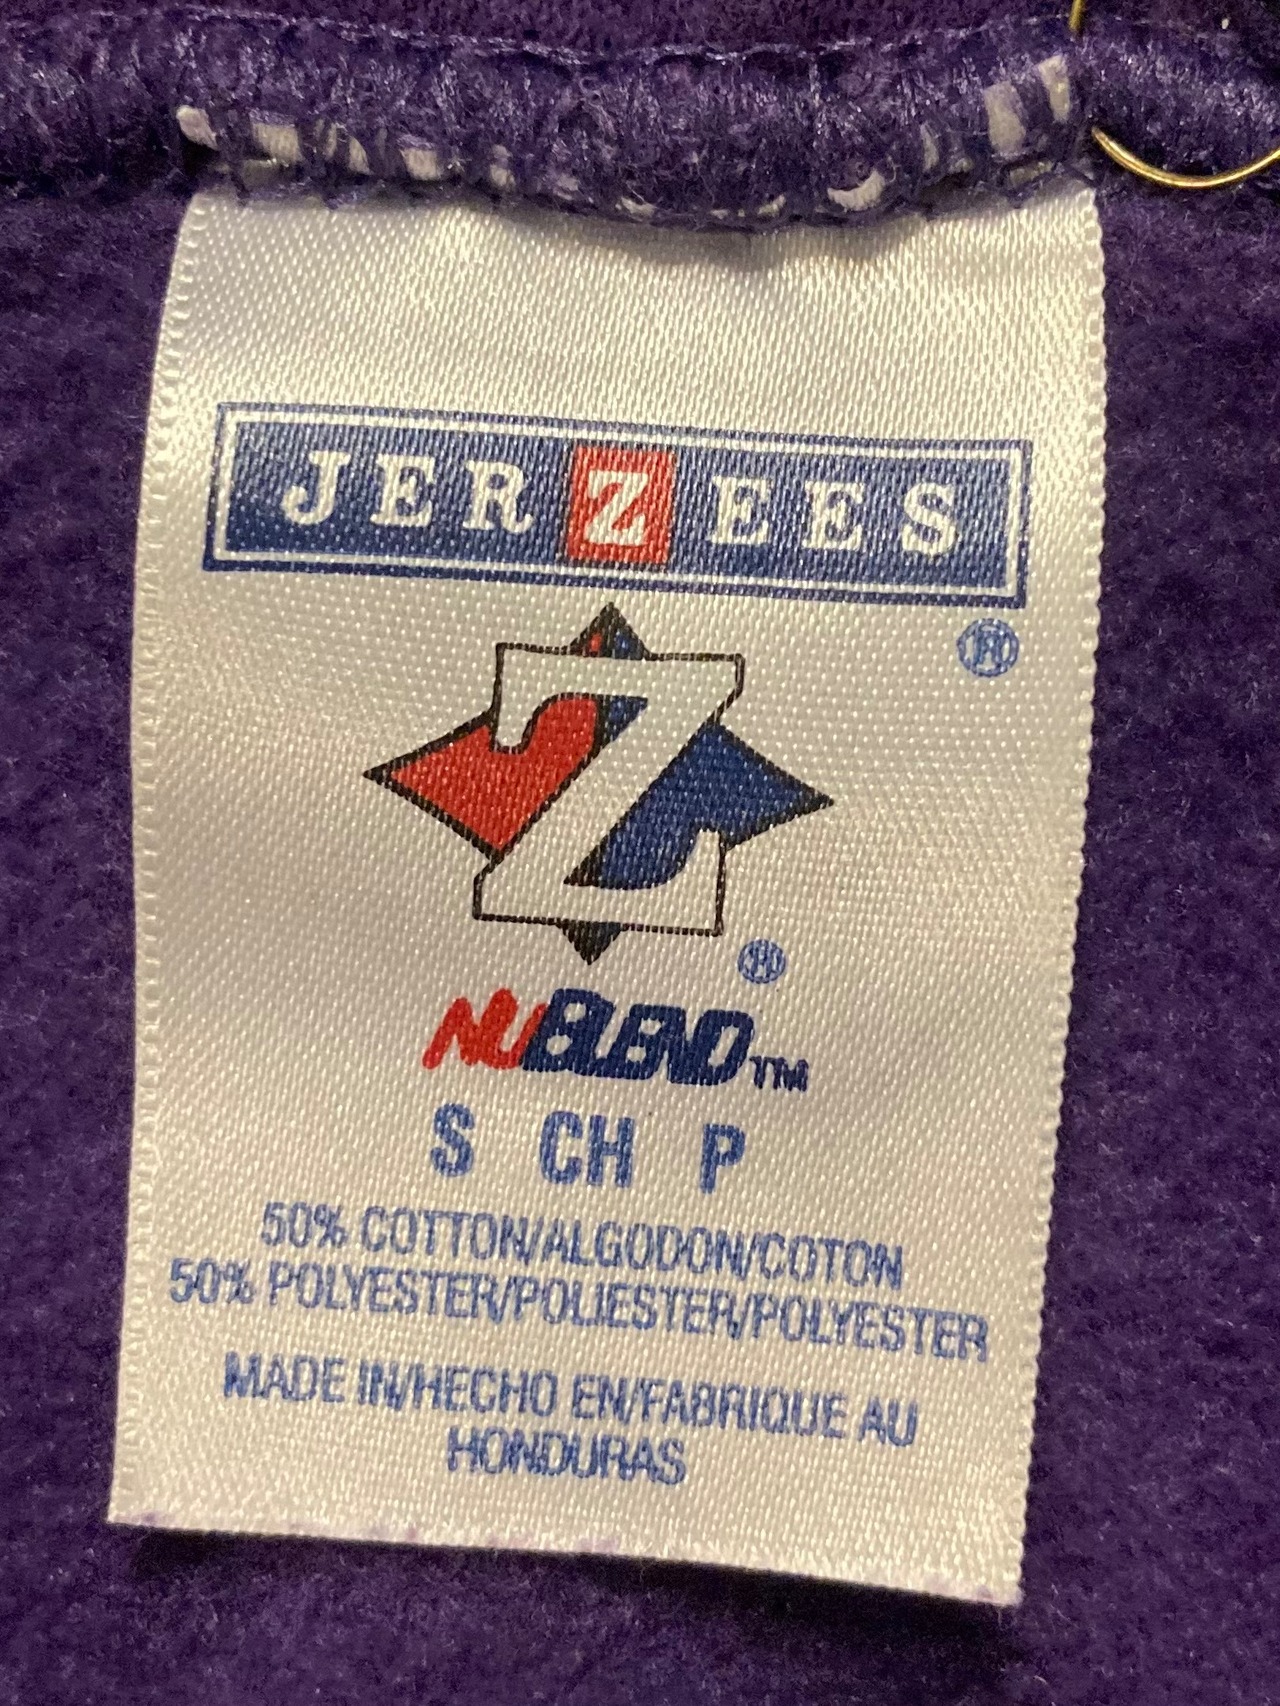 JERZEES
®
Z
®
NUBLEND™
S CH P
50% COTTON/ALGODON/COTON
50% POLYESTER/POLIESTER/POLYESTER
MADE IN/HECHO EN/FABRIQUE AU
HONDURAS